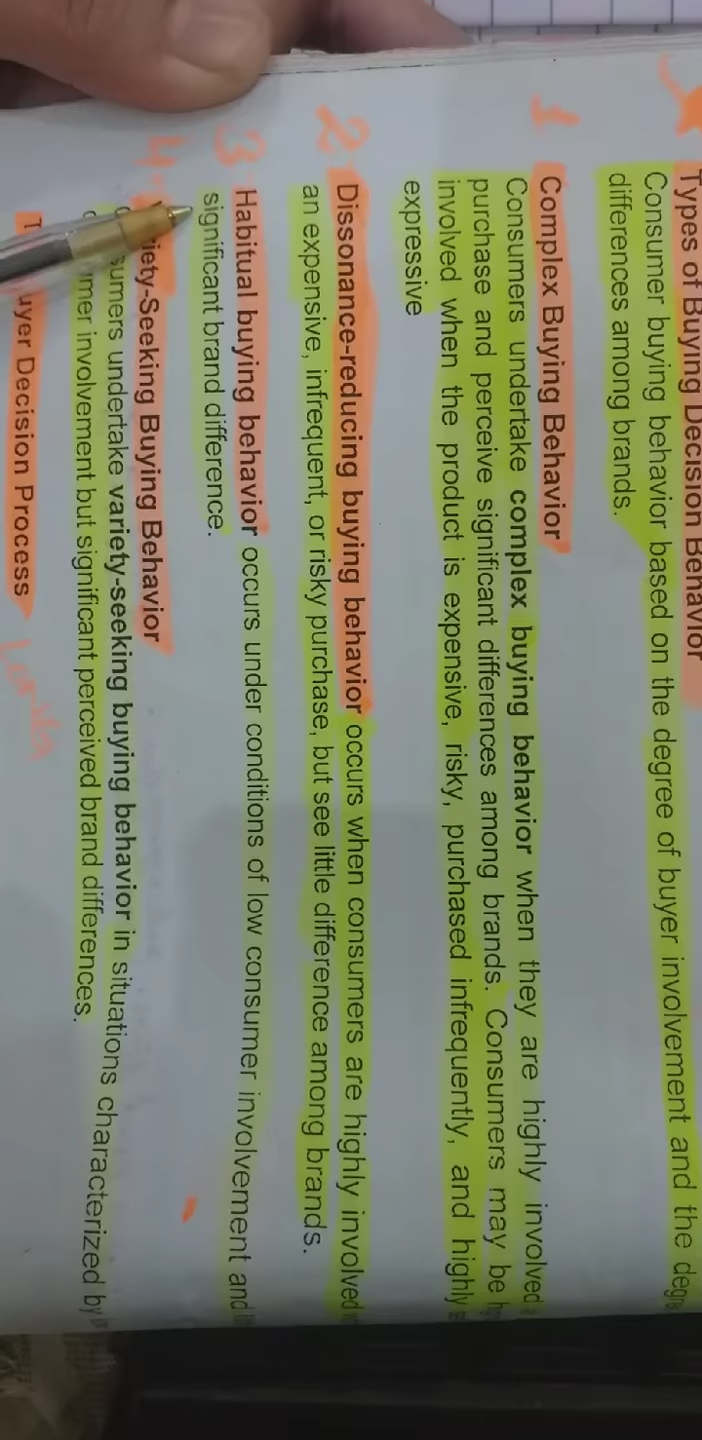 Types of Buying Decision Behavior
Consumer buying behavior based on the degree of buyer involvement and the
differences among brands.
1 Complex Buying Behavior
Consumers undertake complex buying behavior when they are highly involved
purchase and perceive significant differences among brands. Consumers may be
involved when the product is expensive, risky, purchased infrequently, and highly
expressive
2 Dissonance-reducing buying behavior occurs when consumers are highly involved
an expensive, infrequent, or risky purchase, but see little difference among brands.
3 Habitual buying behavior occurs under conditions of low consumer involvement and
significant brand difference.
4 Seeking Buying Behavior
undertake variety-seeking buying behavior in situations characterized by
involvement but significant perceived brand differences.
Decision Process